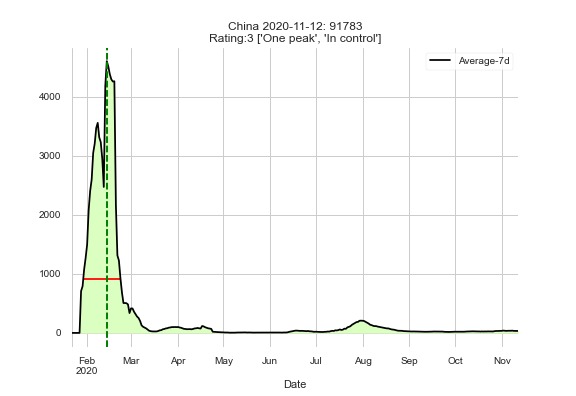 China 2020-11-12: 91783
Rating:3 ['One peak', 'In control']
Average-7d
4000
3000
2000
1000
0
Feb Mar Apr May Jun Jul Aug Sep Oct Nov
2020
Date